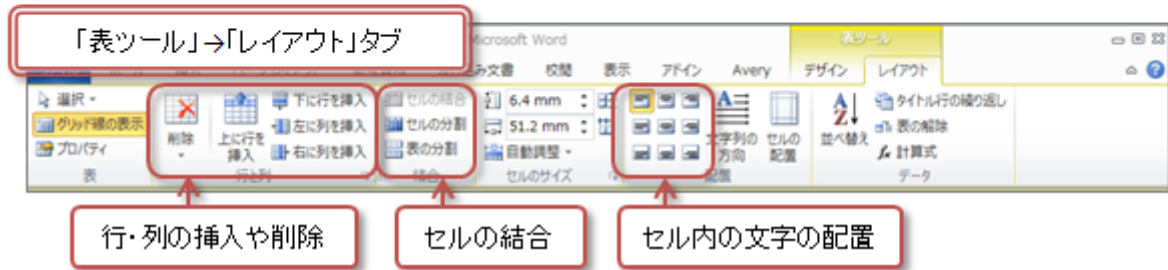 「表ツール」→「レイアウト」タブ
Microsoft Word
表ツール
校閲
表示
アドイン
Avery
デザイン
レイアウト
選択
グリッド線の表示
プロパティ
表
削除
上に行を
挿入
下に行を挿入
左に列を挿入
右に列を挿入
行と列
セルの結合
セルの分割
表の分割
結合
6.4 mm
51.2 mm
自動調整
セルのサイズ
文字列の
方向
セルの
配置
配置
並べ替え
タイトル行の繰り返し
表の解除
計算式
データ
行・列の挿入や削除
セルの結合
セル内の文字の配置